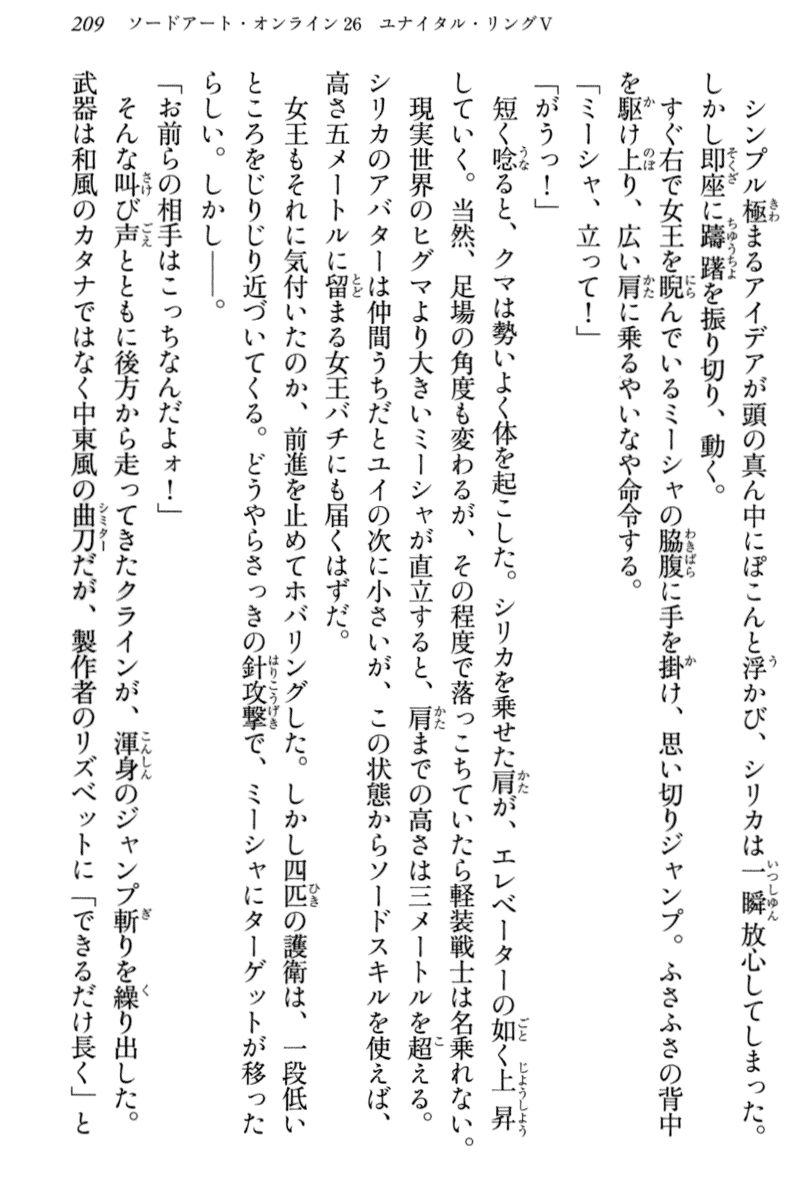 209　ソードアート・オンライン26　ユナイタル・リングⅤ
　シンプル極まるアイデアが頭の真ん中にぽこんと浮かび、シリカは一瞬放心してしまった。
しかし即座に躊躇を振り切り、動く。
　すぐ右で女王を睨んでいるミーシャの脇腹に手を掛け、思い切りジャンプ。ふさふさの背中
を駆け上り、広い肩に乗るやいなや命令する。
「ミーシャ、立って！」
「がうっ！」
　短く唸ると、クマは勢いよく体を起こした。シリカを乗せた肩が、エレベーターの如く上昇
していく。当然、足場の角度も変わるが、その程度で落っこちていたら軽装戦士は名乗れない。
　現実世界のヒグマより大きいミーシャが直立すると、肩までの高さは三メートルを超える。
シリカのアバターは仲間うちだとユイの次に小さいが、この状態からソードスキルを使えば、
高さ五メートルに留まる女王バチにも届くはずだ。
　女王もそれに気付いたのか、前進を止めてホバリングした。しかし四匹の護衛は、一段低い
ところをじりじり近づいてくる。どうやらさっきの針攻撃で、ミーシャにターゲットが移った
らしい。しかし――。
「お前らの相手はこっちなんだよォ！」
　そんな叫び声とともに後方から走ってきたクラインが、渾身のジャンプ斬りを繰り出した。
武器は和風のカタナではなく中東風の曲刀だが、製作者のリズベットに「できるだけ長く」と